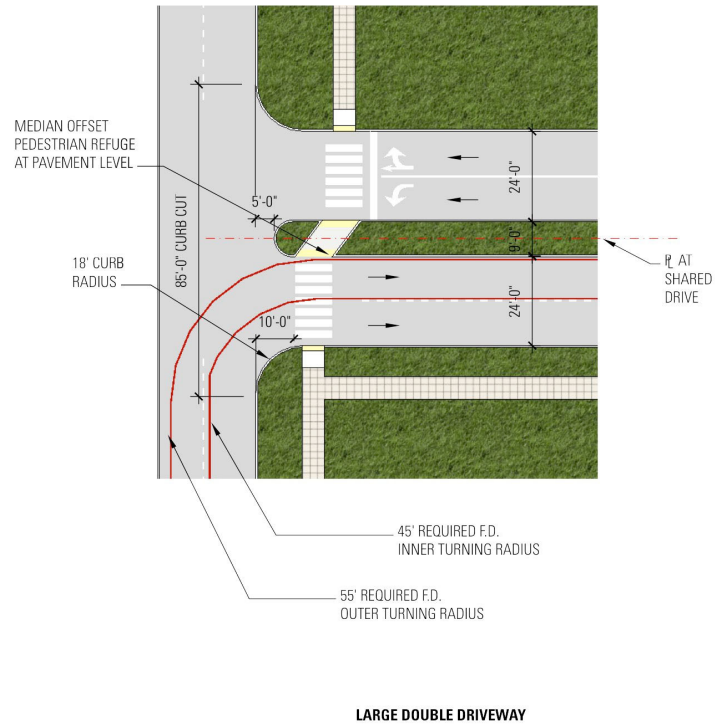 MEDIAN OFFSET
PEDESTRIAN REFUGE
AT PAVEMENT LEVEL
5'-0"
24'-0"
85'-0" CURB CUT
9'-0"
18' CURB
RADIUS
℄ AT
SHARED
DRIVE
10'-0"
24'-0"
45' REQUIRED F.D.
INNER TURNING RADIUS
55' REQUIRED F.D.
OUTER TURNING RADIUS
LARGE DOUBLE DRIVEWAY